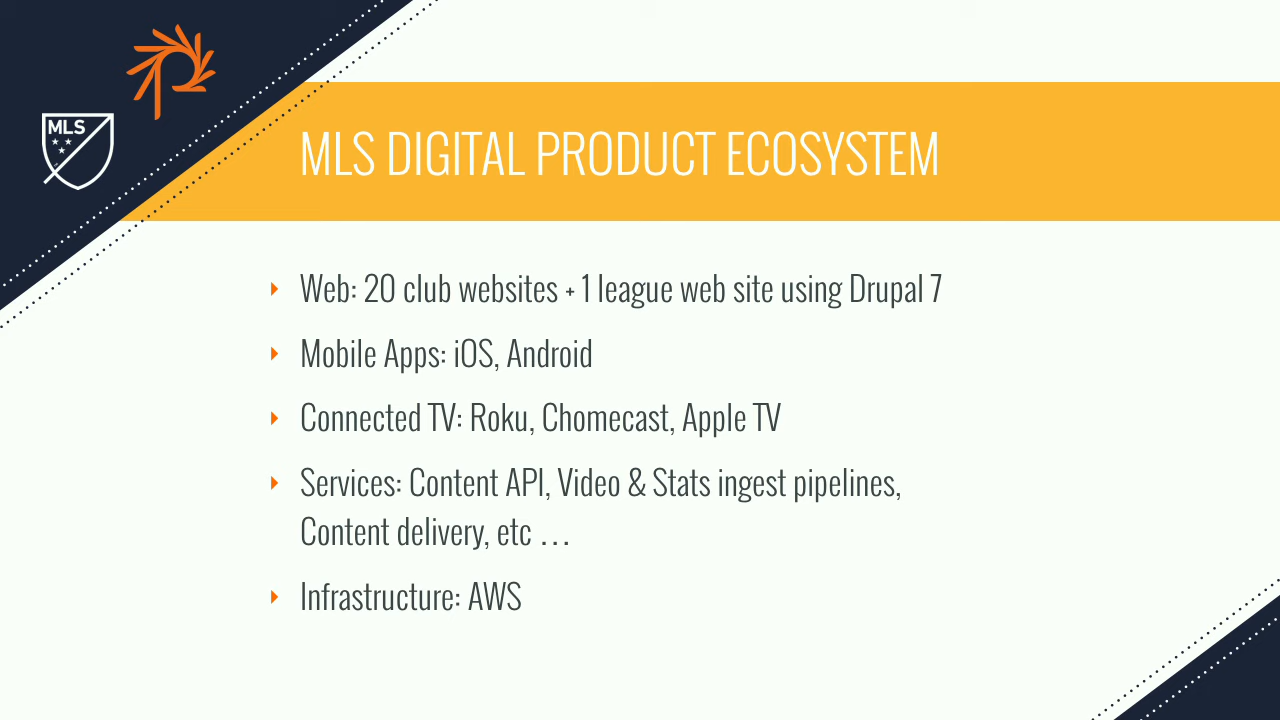 MLS
MLS DIGITAL PRODUCT ECOSYSTEM
Web: 20 club websites + 1 league web site using Drupal 7
Mobile Apps: iOS, Android
Connected TV: Roku, Chomecast, Apple TV
Services: Content API, Video & Stats ingest pipelines,
Content delivery, etc …
Infrastructure: AWS